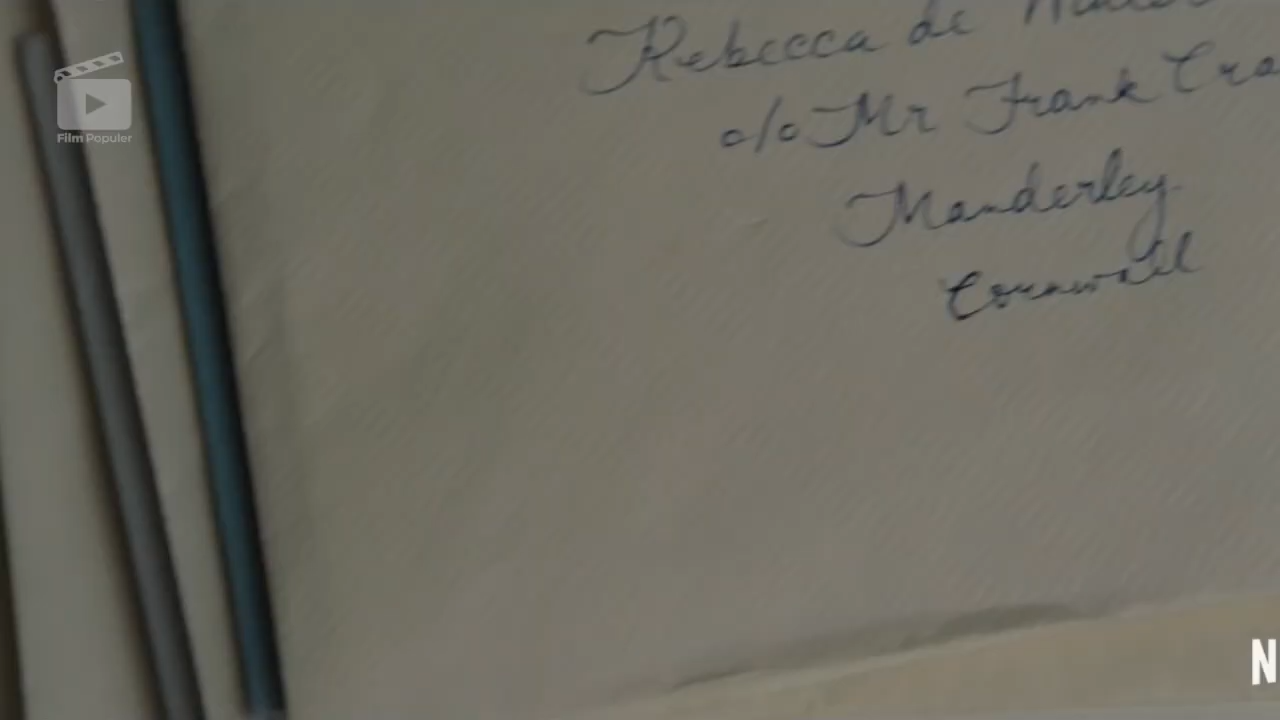 Rebecca de
c/o Mr Frank
Manderley
Cornwall
Film Populer
N